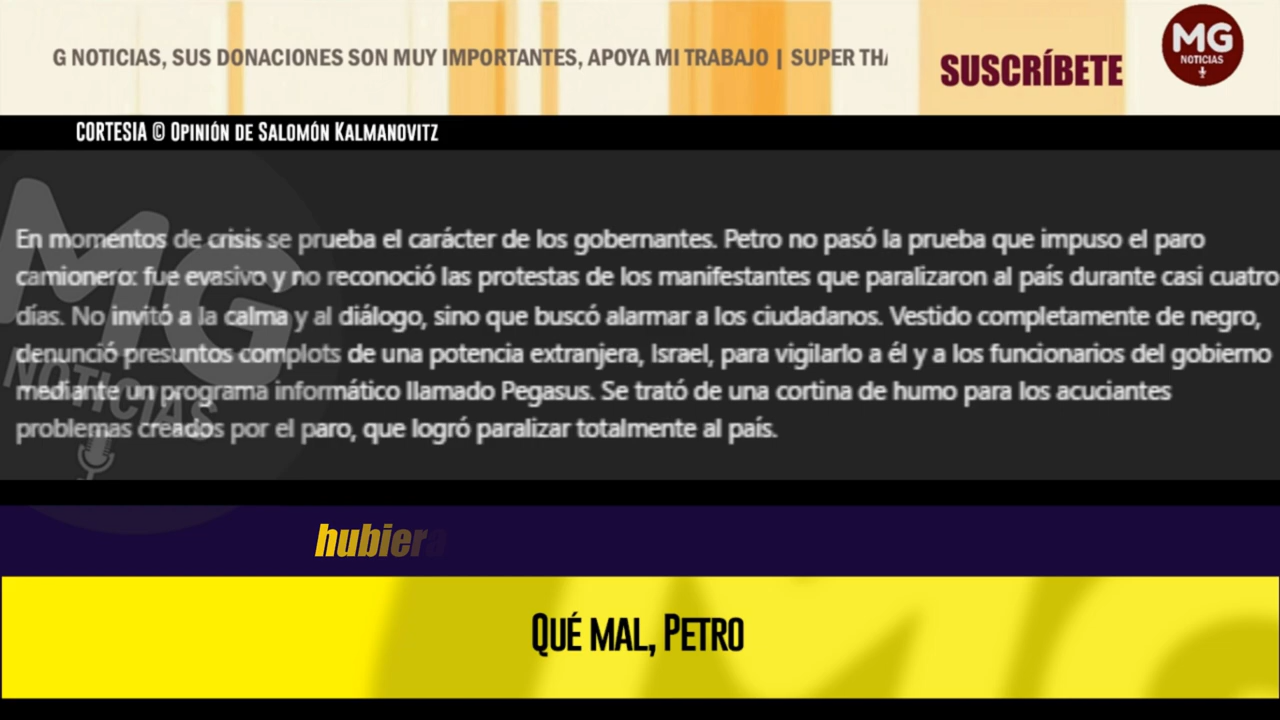 G NOTICIAS, SUS DONACIONES SON MUY IMPORTANTES, APOYA MI TRABAJO | SUPER
SUSCRÍBETE
MG
NOTICIAS
CORTESIA © OPINIÓN DE SALOMÓN KALMANOVITZ
En momentos de crisis se prueba el carácter de los gobernantes. Petro no pasó la prueba que impuso el paro
camionero: fue evasivo y no reconoció las protestas de los manifestantes que paralizaron al país durante casi cuatro
días. No invitó a la calma y al diálogo, sino que buscó alarmar a los ciudadanos. Vestido completamente de negro,
denunció presuntos complots de una potencia extranjera, Israel, para vigilarlo a él y a los funcionarios del gobierno
mediante un programa informático llamado Pegasus. Se trató de una cortina de humo para los acuciantes
problemas creados por el paro, que logró paralizar totalmente al país.
MG
NOTICIAS
hubiera
QUÉ MAL, PETRO